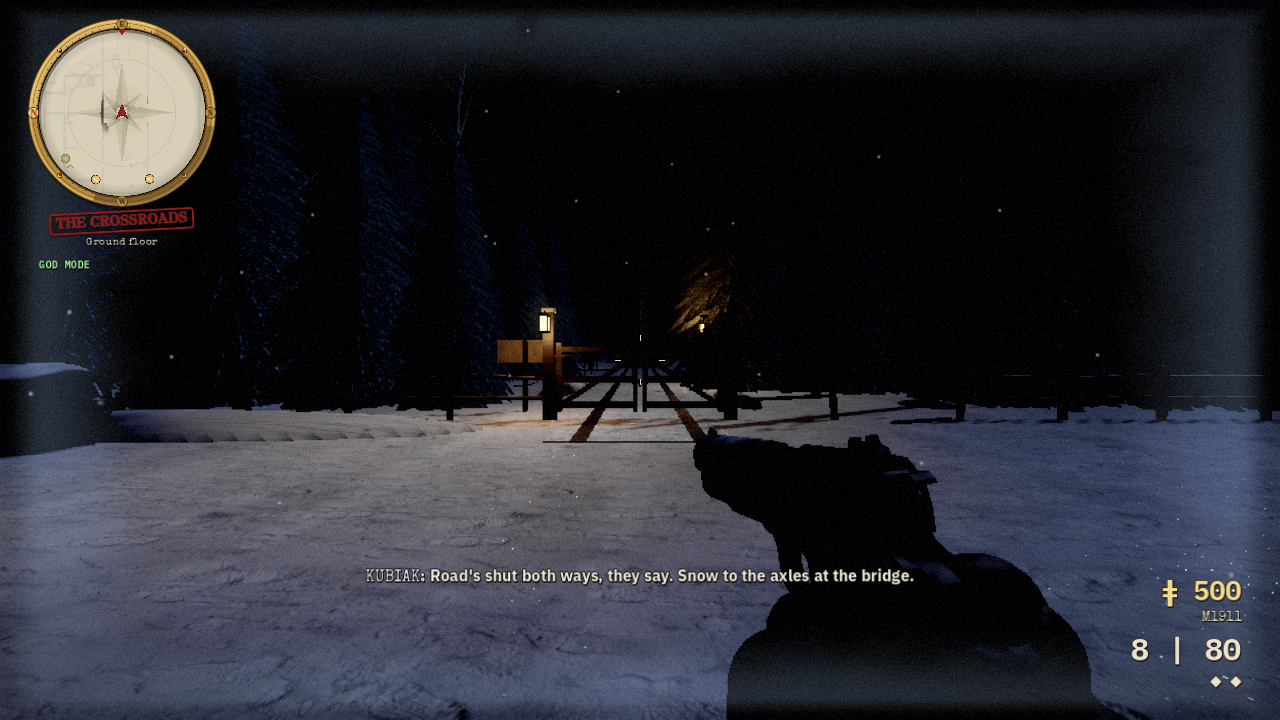 THE CROSSROADS
Ground floor
GOD MODE
KUBIAK: Road's shut both ways, they say. Snow to the axles at the bridge.
500
M1911
8 | 80